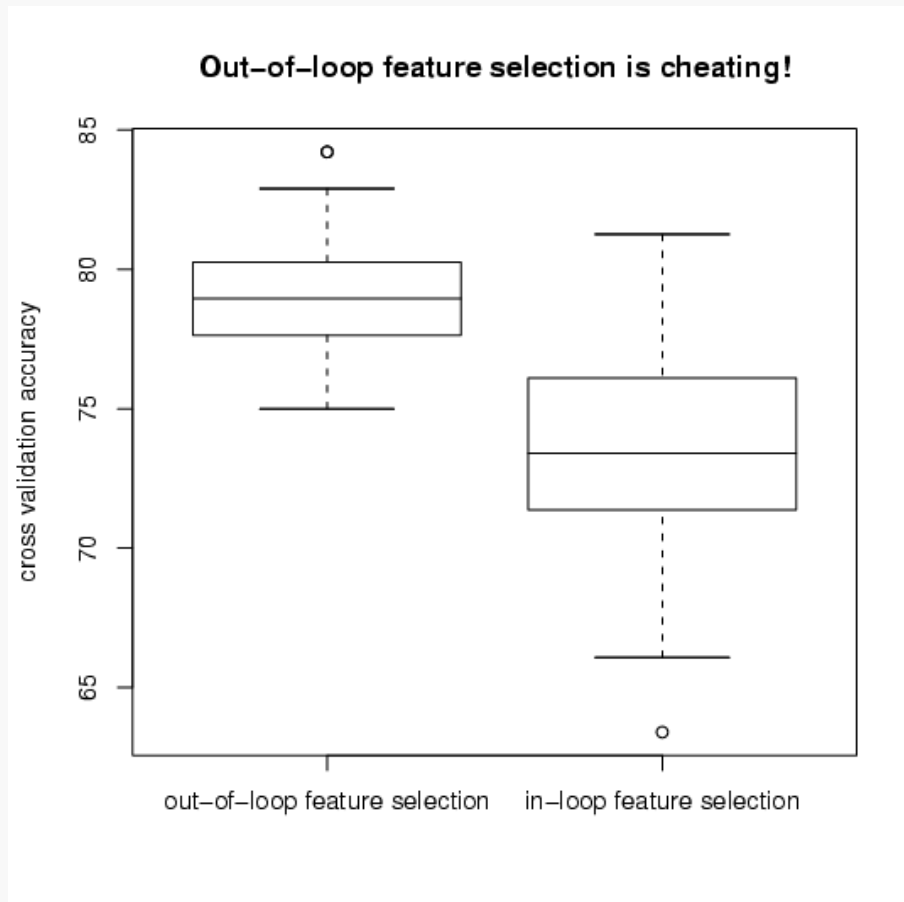 Out-of-loop feature selection is cheating!
85
80
75
70
65
cross validation accuracy
out-of-loop feature selection
in-loop feature selection